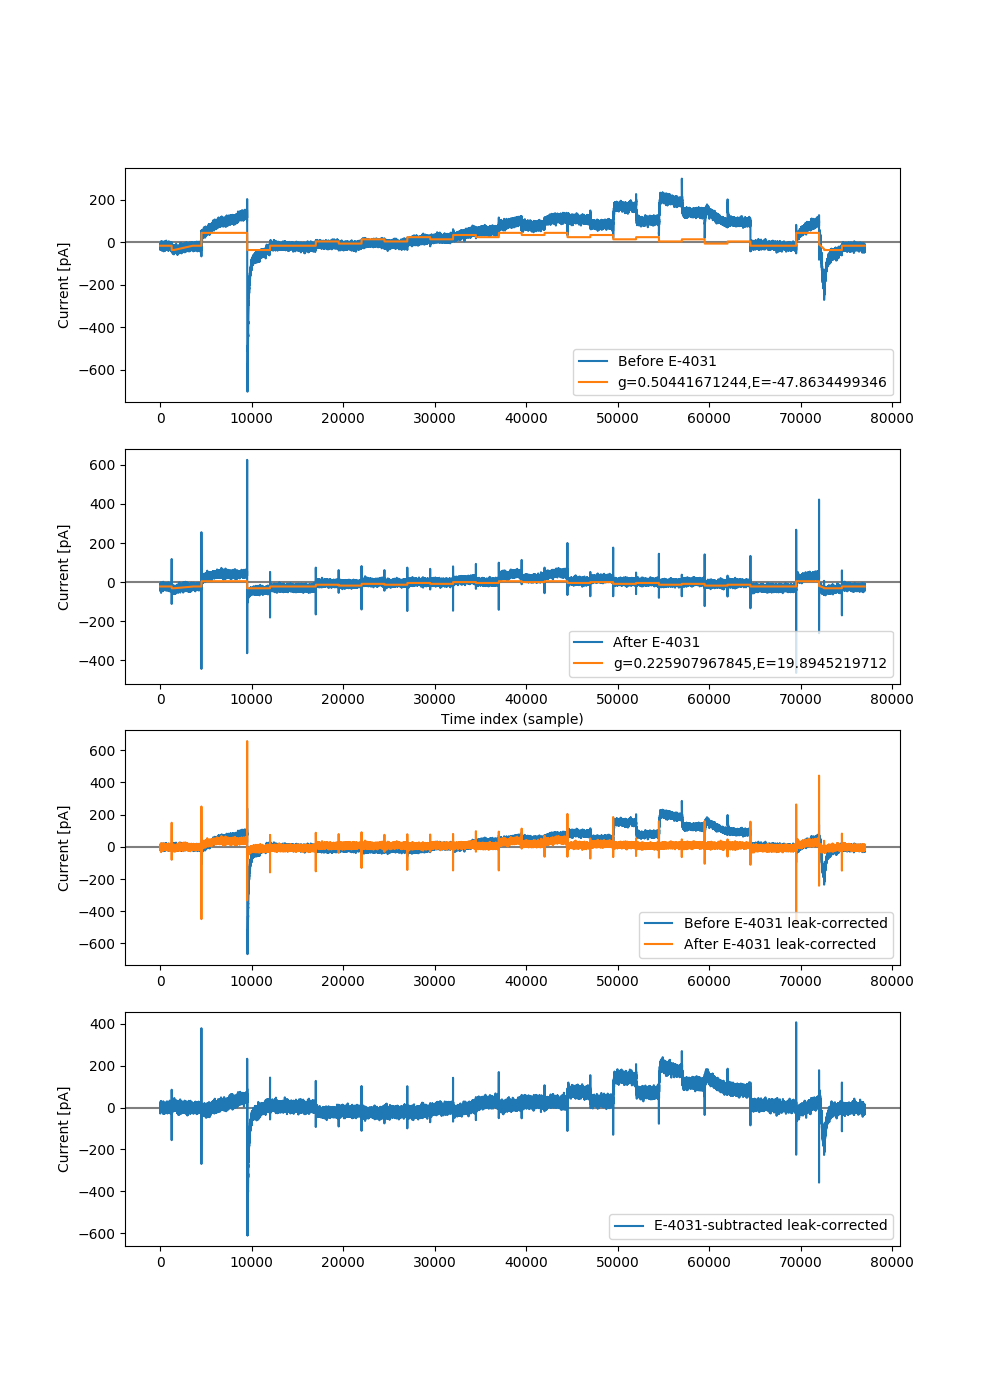 200
0
−200
−400
−600
Current [pA]
Before E-4031
g=0.50441671244,E=-47.8634499346
0 10000 20000 30000 40000 50000 60000 70000 80000
600
400
200
0
−200
−400
Current [pA]
After E-4031
g=0.225907967845,E=19.8945219712
0 10000 20000 30000 40000 50000 60000 70000 80000
Time index (sample)
600
400
200
0
−200
−400
−600
Current [pA]
Before E-4031 leak-corrected
After E-4031 leak-corrected
0 10000 20000 30000 40000 50000 60000 70000 80000
400
200
0
−200
−400
−600
Current [pA]
E-4031-subtracted leak-corrected
0 10000 20000 30000 40000 50000 60000 70000 80000